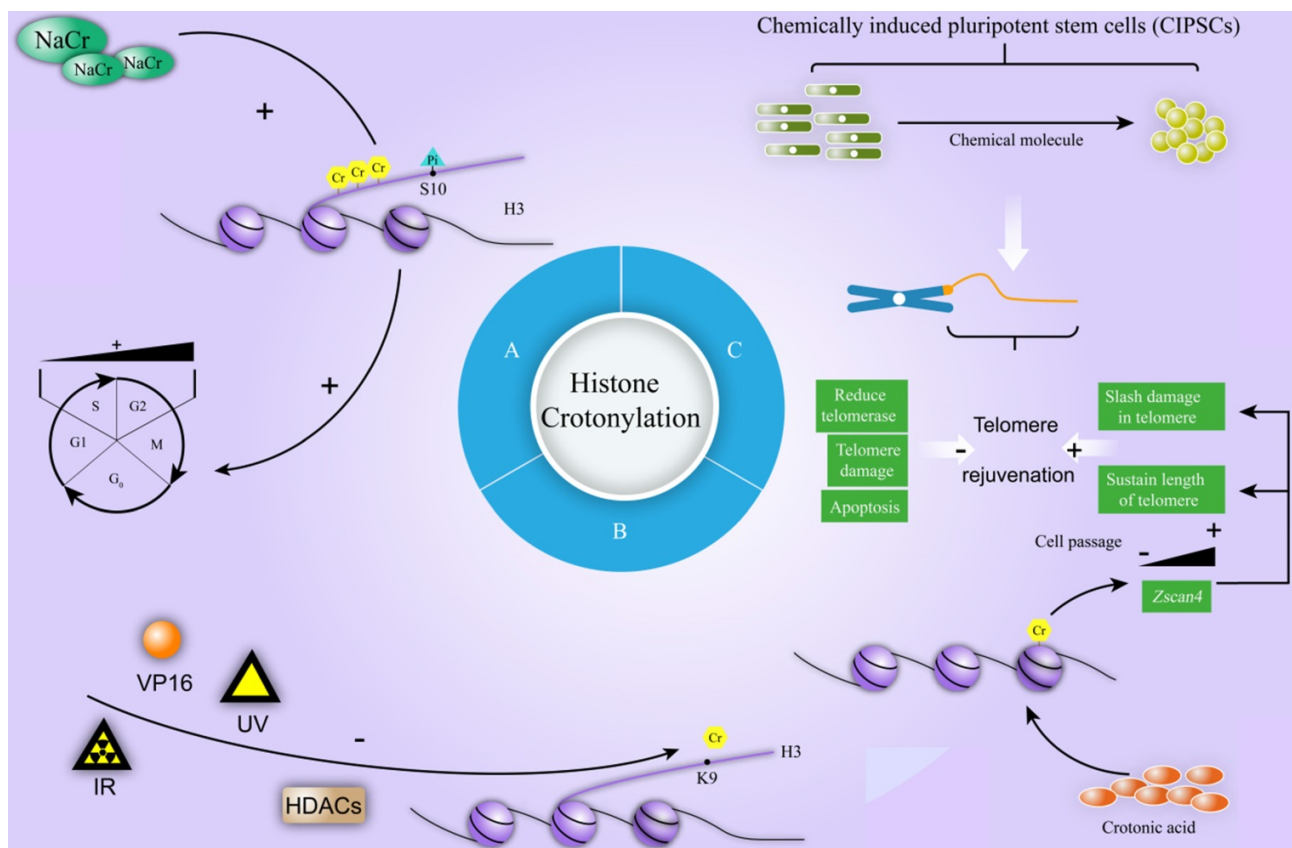 NaCr
NaCr
NaCr
+
Cr
Cr
Cr
Pi
S10
H3
+
+
S
G2
G1
M
G0
Chemically induced pluripotent stem cells (CIPSCs)
Chemical molecule
A
C
B
Histone
Crotonylation
Reduce
telomerase
Telomere
damage
Apoptosis
-
Telomere
rejuvenation
+
Slash damage
in telomere
Sustain length
of telomere
Cell passage
-
+
Zscan4
Cr
Crotonic acid
VP16
UV
IR
-
HDACs
Cr
K9
H3